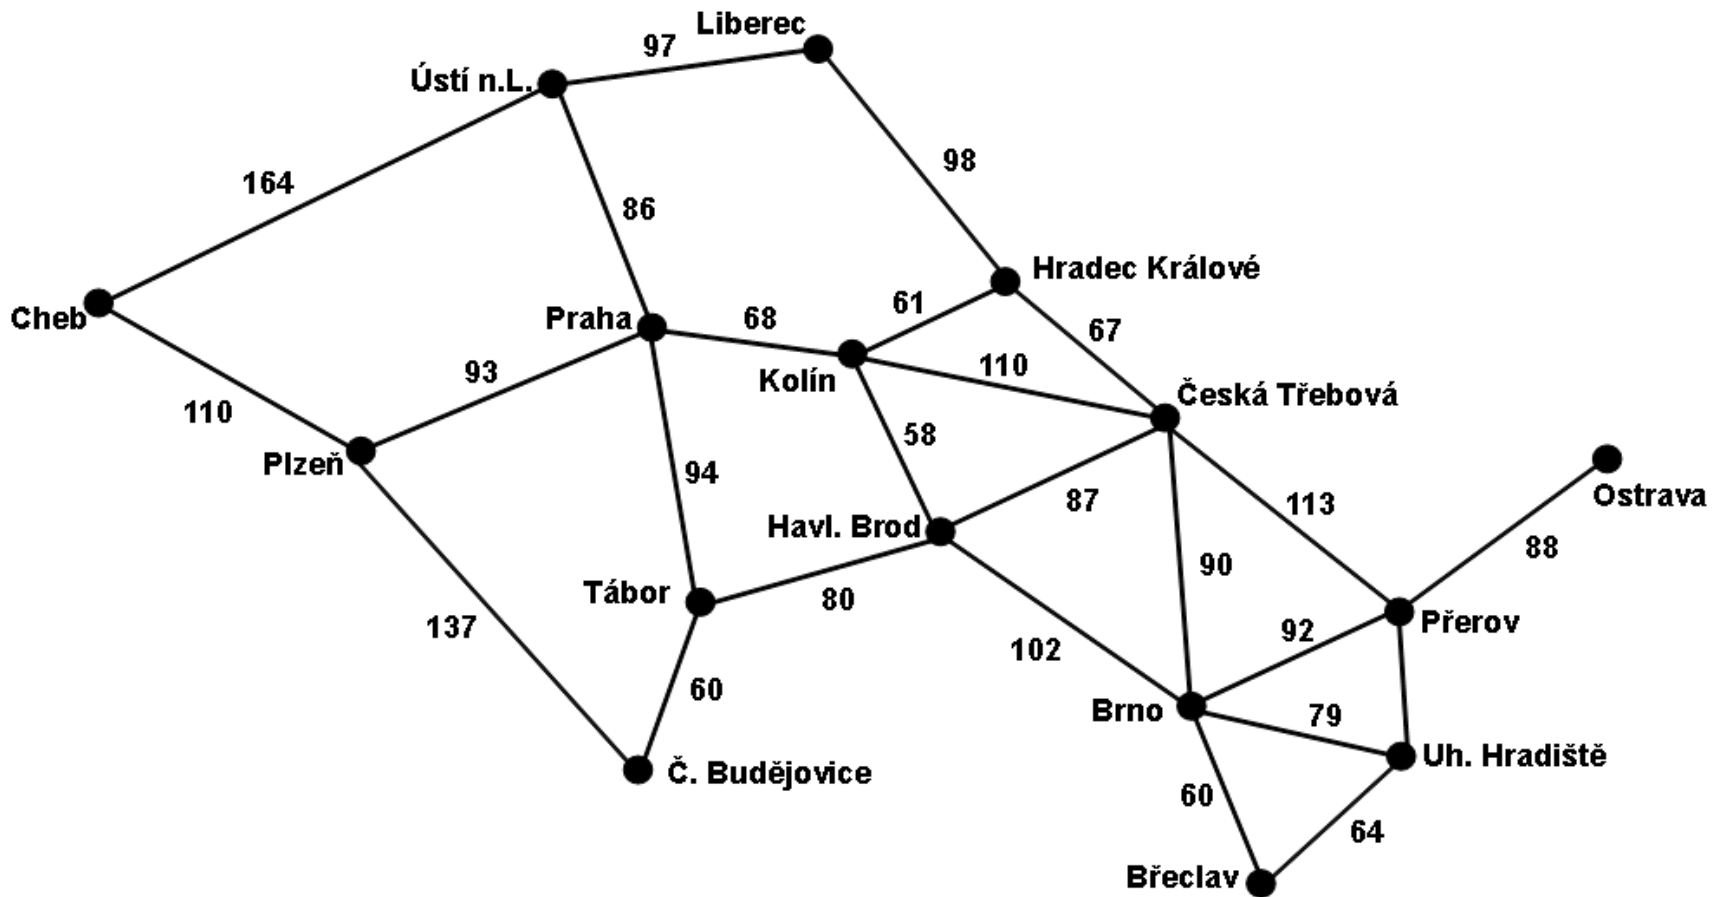 Liberec
97
Ústí n.L.
98
164
86
Hradec Králové
61
Cheb
Praha
68
67
93
Kolín
110
Česká Třebová
110
58
Plzeň
94
Ostrava
87
113
Havl. Brod
88
90
Tábor
80
Přerov
137
92
102
60
Brno
79
Uh. Hradiště
Č. Budějovice
60
64
Břeclav